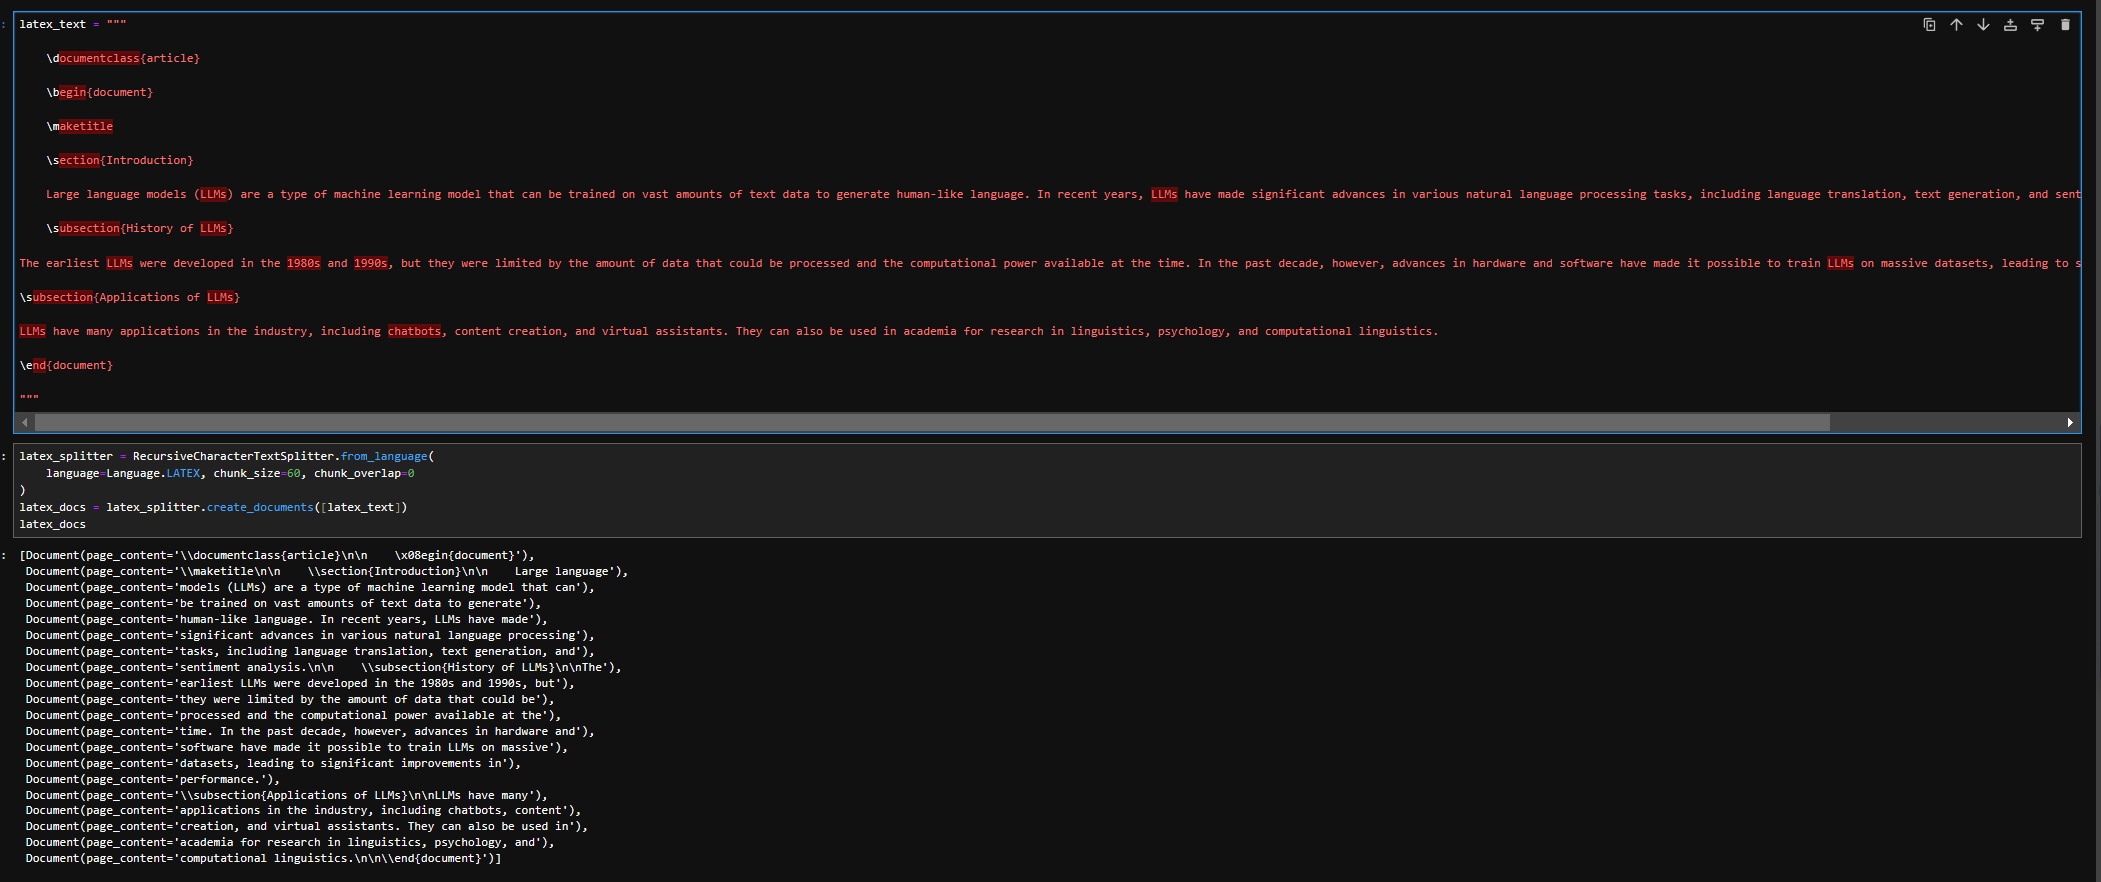 latex_text = """
\documentclass{article}
\begin{document}
\maketitle
\section{Introduction}
Large language models (LLMs) are a type of machine learning model that can be trained on vast amounts of text data to generate human-like language. In recent years, LLMs have made significant advances in various natural language processing tasks, including language translation, text generation, and sent
\subsection{History of LLMs}
The earliest LLMs were developed in the 1980s and 1990s, but they were limited by the amount of data that could be processed and the computational power available at the time. In the past decade, however, advances in hardware and software have made it possible to train LLMs on massive datasets, leading to s
\subsection{Applications of LLMs}
LLMs have many applications in the industry, including chatbots, content creation, and virtual assistants. They can also be used in academia for research in linguistics, psychology, and computational linguistics.
\end{document}
"""
: latex_splitter = RecursiveCharacterTextSplitter.from_language(
language=Language.LATEX, chunk_size=60, chunk_overlap=0
)
latex_docs = latex_splitter.create_documents([latex_text])
latex_docs
: [Document(page_content='\\documentclass{article}\n\n    \x08egin{document}'),
Document(page_content='\\maketitle\n\n    \\section{Introduction}\n\n    Large language'),
Document(page_content='models (LLMs) are a type of machine learning model that can'),
Document(page_content='be trained on vast amounts of text data to generate'),
Document(page_content='human-like language. In recent years, LLMs have made'),
Document(page_content='significant advances in various natural language processing'),
Document(page_content='tasks, including language translation, text generation, and'),
Document(page_content='sentiment analysis.\n\n    \\subsection{History of LLMs}\n\nThe'),
Document(page_content='earliest LLMs were developed in the 1980s and 1990s, but'),
Document(page_content='they were limited by the amount of data that could be'),
Document(page_content='processed and the computational power available at the'),
Document(page_content='time. In the past decade, however, advances in hardware and'),
Document(page_content='software have made it possible to train LLMs on massive'),
Document(page_content='datasets, leading to significant improvements in'),
Document(page_content='performance.'),
Document(page_content='\\subsection{Applications of LLMs}\n\nLLMs have many'),
Document(page_content='applications in the industry, including chatbots, content'),
Document(page_content='creation, and virtual assistants. They can also be used in'),
Document(page_content='academia for research in linguistics, psychology, and'),
Document(page_content='computational linguistics.\n\n\\end{document}')]